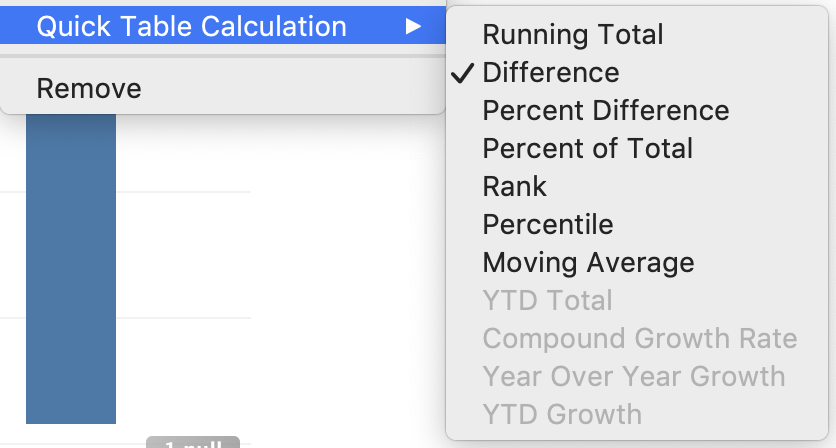 Quick Table Calculation
Remove
Running Total
Difference
Percent Difference
Percent of Total
Rank
Percentile
Moving Average
YTD Total
Compound Growth Rate
Year Over Year Growth
YTD Growth
1 null